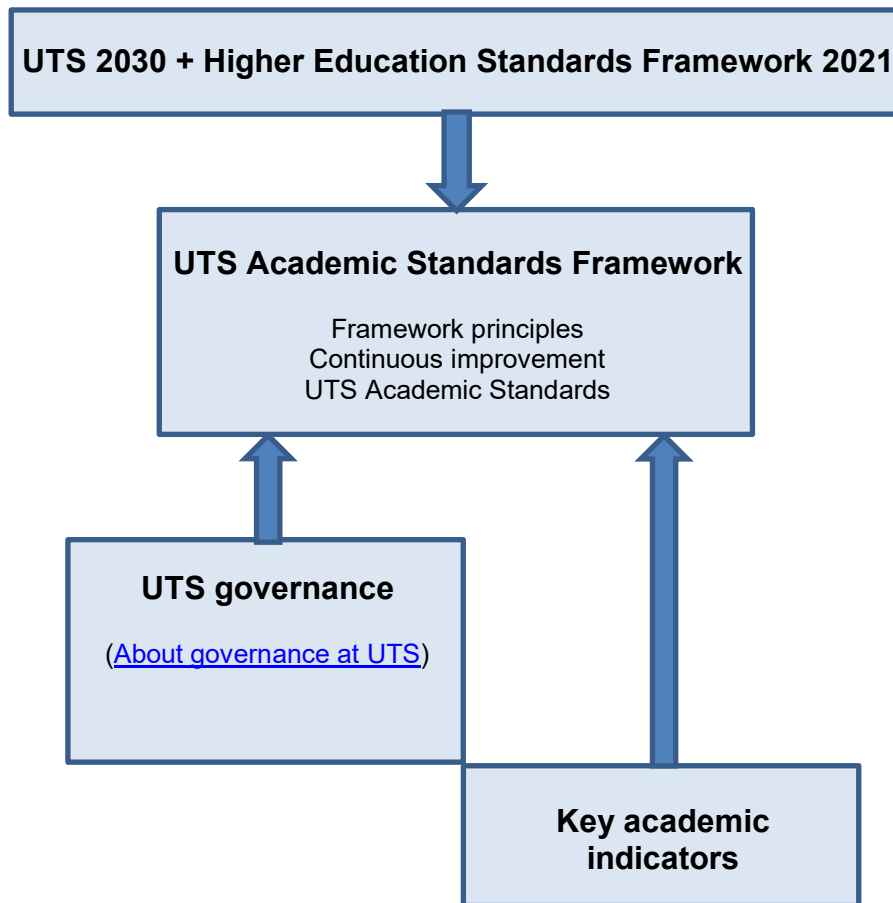 UTS 2030 + Higher Education Standards Framework 2021
UTS Academic Standards Framework
Framework principles
Continuous improvement
UTS Academic Standards
UTS governance
(About governance at UTS)
Key academic
indicators